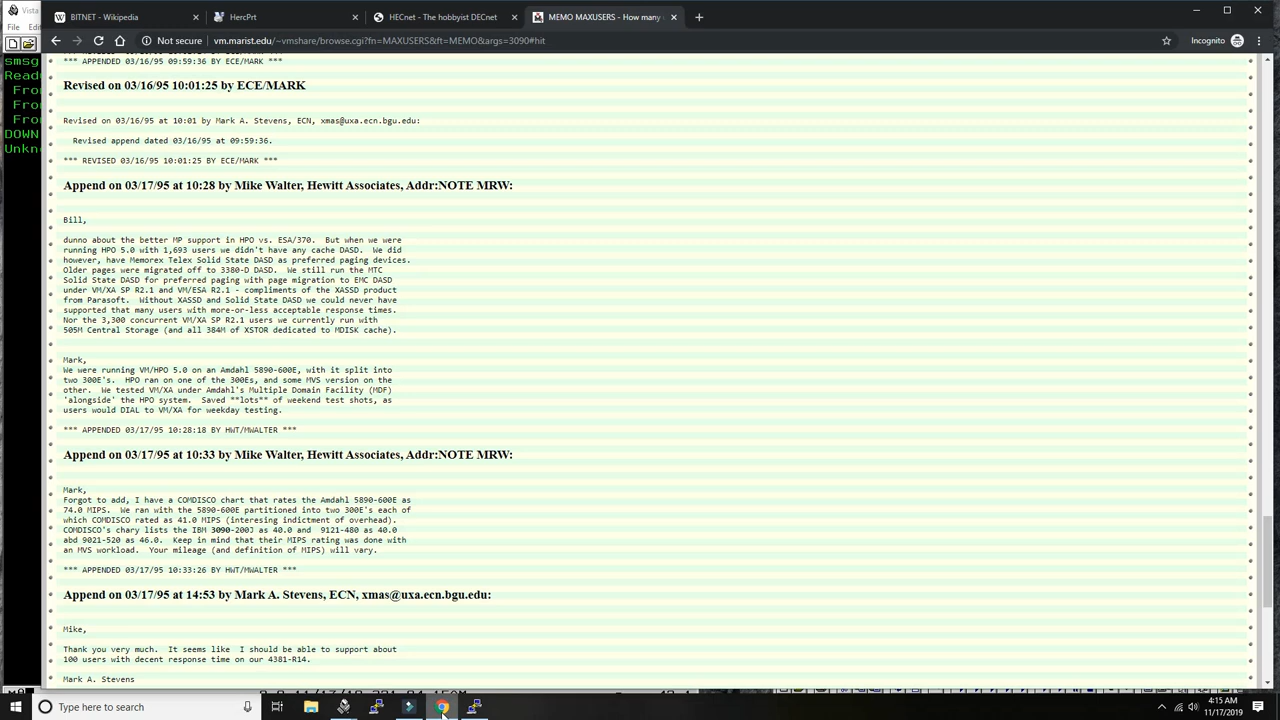 Vista
BITNET - Wikipedia
HercPrt
HECnet - The hobbyist DECnet
MEMO MAXUSERS - How many
File
Edi
Not secure
vm.marist.edu/~vmshare/browse.cgi?fn=MAXUSERS&ft=MEMO&args=3090#hit
Incognito
smsg
Read
Fro
Fro
Fro
DOWN
Unkn
*** APPENDED 03/16/95 09:59:36 BY ECE/MARK ***
Revised on 03/16/95 10:01:25 by ECE/MARK
Revised on 03/16/95 at 10:01 by Mark A. Stevens, ECN, xmas@uxa.ecn.bgu.edu:
Revised append dated 03/16/95 at 09:59:36.
*** REVISED 03/16/95 10:01:25 BY ECE/MARK ***
Append on 03/17/95 at 10:28 by Mike Walter, Hewitt Associates, Addr:NOTE MRW:
Bill,
dunno about the better MP support in HPO vs. ESA/370.  But when we were
running HPO 5.0 with 1,693 users we didn't have any cache DASD.  We did
however, have Memorex Telex Solid State DASD as preferred paging devices.
Older pages were migrated off to 3380-D DASD.  We still run the MTC
Solid State DASD for preferred paging with page migration to EMC DASD
under VM/XA SP R2.1 and VM/ESA R2.1 - compliments of the XASSD product
from Parasoft.  Without XASSD and Solid State DASD we could never have
supported that many users with more-or-less acceptable response times.
Nor the 3,300 concurrent VM/XA SP R2.1 users we currently run with
505M Central Storage (and all 384M of XSTOR dedicated to MDISK cache).
Mark,
We were running VM/HPO 5.0 on an Amdahl 5890-600E, with it split into
two 300E's.  HPO ran on one of the 300Es, and some MVS version on the
other.  We tested VM/XA under Amdahl's Multiple Domain Facility (MDF)
'alongside' the HPO system.  Saved **lots** of weekend test shots, as
users would DIAL to VM/XA for weekday testing.
*** APPENDED 03/17/95 10:28:18 BY HWT/MWALTER ***
Append on 03/17/95 at 10:33 by Mike Walter, Hewitt Associates, Addr:NOTE MRW:
Mark,
Forgot to add, I have a COMDISCO chart that rates the Amdahl 5890-600E as
74.0 MIPS.  We ran with the 5890-600E partitioned into two 300E's each of
which COMDISCO rated as 41.0 MIPS (interesing indictment of overhead).
COMDISCO's chary lists the IBM 3090-200J as 40.0 and  9121-480 as 40.0
abd 9021-520 as 46.0.  Keep in mind that their MIPS rating was done with
an MVS workload.  Your mileage (and definition of MIPS) will vary.
*** APPENDED 03/17/95 10:33:26 BY HWT/MWALTER ***
Append on 03/17/95 at 14:53 by Mark A. Stevens, ECN, xmas@uxa.ecn.bgu.edu:
Mike,
Thank you very much.  It seems like  I should be able to support about
100 users with decent response time on our 4381-R14.
Mark A. Stevens
Type here to search
4:15 AM
11/17/2019